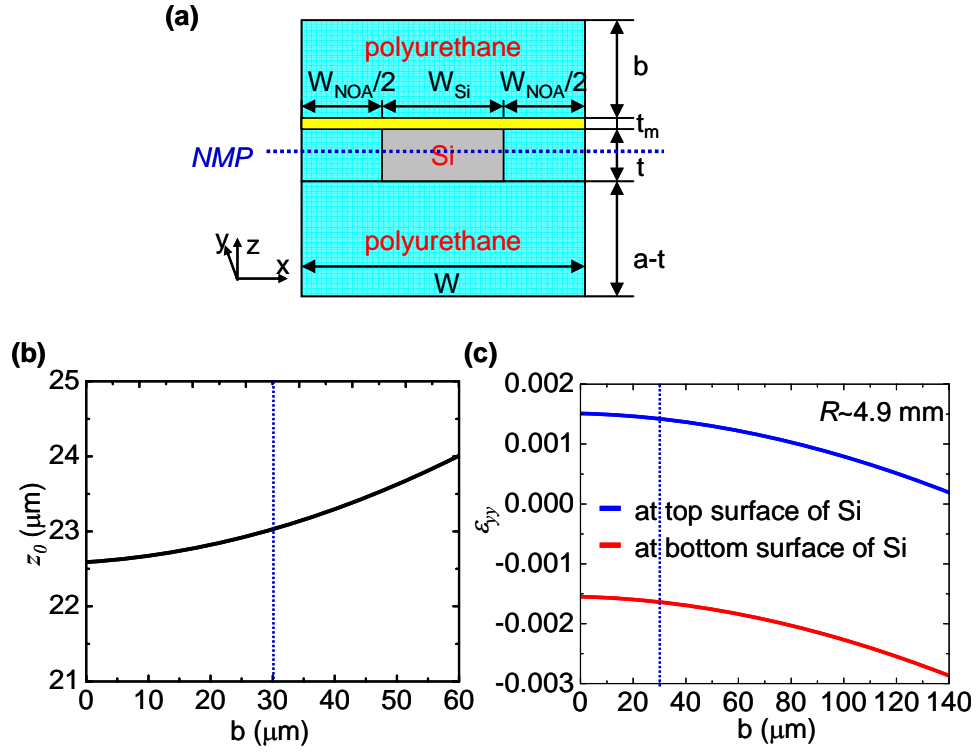 (a)
polyurethane
b
W_NOA/2 W_Si W_NOA/2
t_m
NMP Si t
y z x
polyurethane
a-t
W
(b)
25
24
23
22
21
z_0 (μm)
0 10 20 30 40 50 60
b (μm)
(c)
0.002
0.001
0.000
-0.001
-0.002
-0.003
ε_yy
R~4.9 mm
at top surface of Si
at bottom surface of Si
0 20 40 60 80 100 120 140
b (μm)